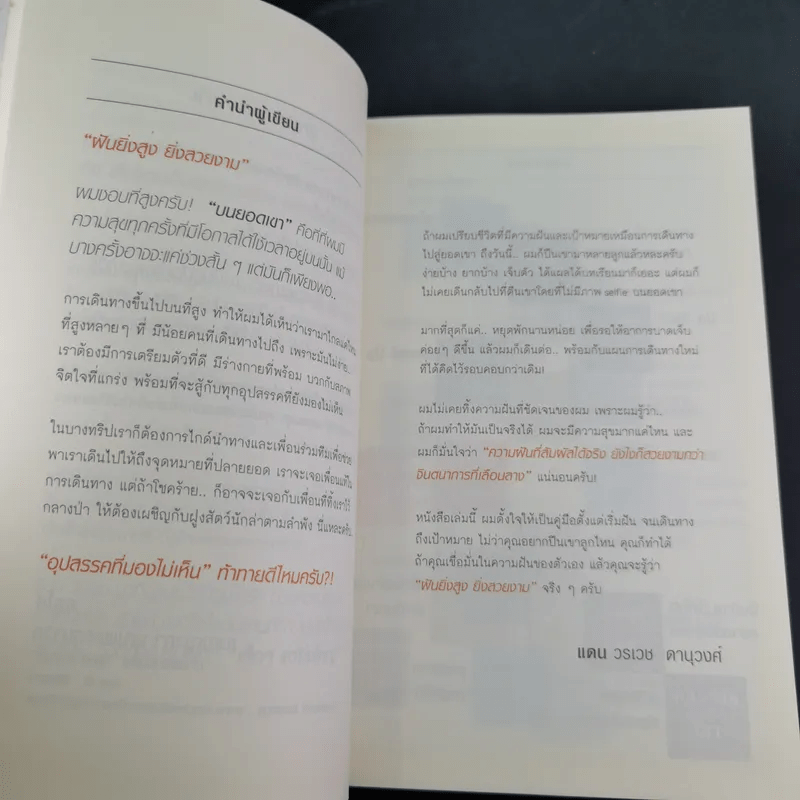 คำนำผู้เขียน
"ฝันยิ่งสูง ยิ่งสวยงาม"
ผมชอบที่สูงครับ! "บนยอดเขา" คือที่ที่ผมมี
ความสุขทุกครั้งที่มีโอกาสได้ใช้เวลาอยู่บนนั้น แม้
บางครั้งอาจจะแค่ช่วงสั้น ๆ แต่มันก็เพียงพอ..
การเดินทางขึ้นไปบนที่สูง ทำให้ผมได้เห็นว่าเรามาไกลแค่ไหน
ที่สูงหลายๆ ที่ มีน้อยคนที่เดินทางไปถึง เพราะมันไม่ง่าย..
เราต้องมีการเตรียมตัวที่ดี มีร่างกายที่พร้อม บวกกับสภาพ
จิตใจที่แกร่ง พร้อมที่จะสู้กับทุกอุปสรรคที่ยังมองไม่เห็น
ในบางทริปเราก็ต้องการไกด์นำทางและเพื่อนร่วมทีมเพื่อช่วย
พาเราเดินไปให้ถึงจุดหมายที่ปลายยอด เราจะเจอเพื่อนแท้ใน
การเดินทาง แต่ถ้าโชคร้าย.. ก็อาจจะเจอกับเพื่อนที่ทิ้งเราไว้
กลางป่า ให้ต้องเผชิญกับฝูงสัตว์นักล่าตามลำพัง นี่แหละครับ
"อุปสรรคที่มองไม่เห็น" ท้าทายดีไหมครับ?!
ถ้าผมเปรียบชีวิตที่มีความฝันและเป้าหมายเหมือนการเดินทาง
ไปสู่ยอดเขา ถึงวันนี้.. ผมก็ปีนเขามาหลายลูกแล้วหละครับ
ง่ายบ้าง ยากบ้าง เจ็บตัว ได้แผลได้บทเรียนมาก็เยอะ แต่ผมก็
ไม่เคยเดินกลับไปที่ตีนเขาโดยที่ไม่มีภาพ selfie บนยอดเขา
มากที่สุดก็แค่.. หยุดพักนานหน่อย เพื่อรอให้อาการบาดเจ็บ
ค่อยๆ ดีขึ้น แล้วผมก็เดินต่อ.. พร้อมกับแผนการเดินทางใหม่
ที่ได้คิดไว้รอบคอบกว่าเดิม!
ผมไม่เคยทิ้งความฝันที่ชัดเจนของผม เพราะผมรู้ว่า..
ถ้าผมทำให้มันเป็นจริงได้ ผมจะมีความสุขมากแค่ไหน และ
ผมก็มั่นใจว่า "ความฝันที่สัมผัสได้จริง ยังไงก็สวยงามกว่า
จินตนาการที่เลือนลาง" แน่นอนครับ!
หนังสือเล่มนี้ ผมตั้งใจให้เป็นคู่มือตั้งแต่เริ่มฝัน จนเดินทาง
ถึงเป้าหมาย ไม่ว่าคุณอยากปีนเขาลูกไหน คุณก็ทำได้
ถ้าคุณเชื่อมั่นในความฝันของตัวเอง แล้วคุณจะรู้ว่า
"ฝันยิ่งสูง ยิ่งสวยงาม" จริง ๆ ครับ
แดน วรเวช ดานุวงศ์